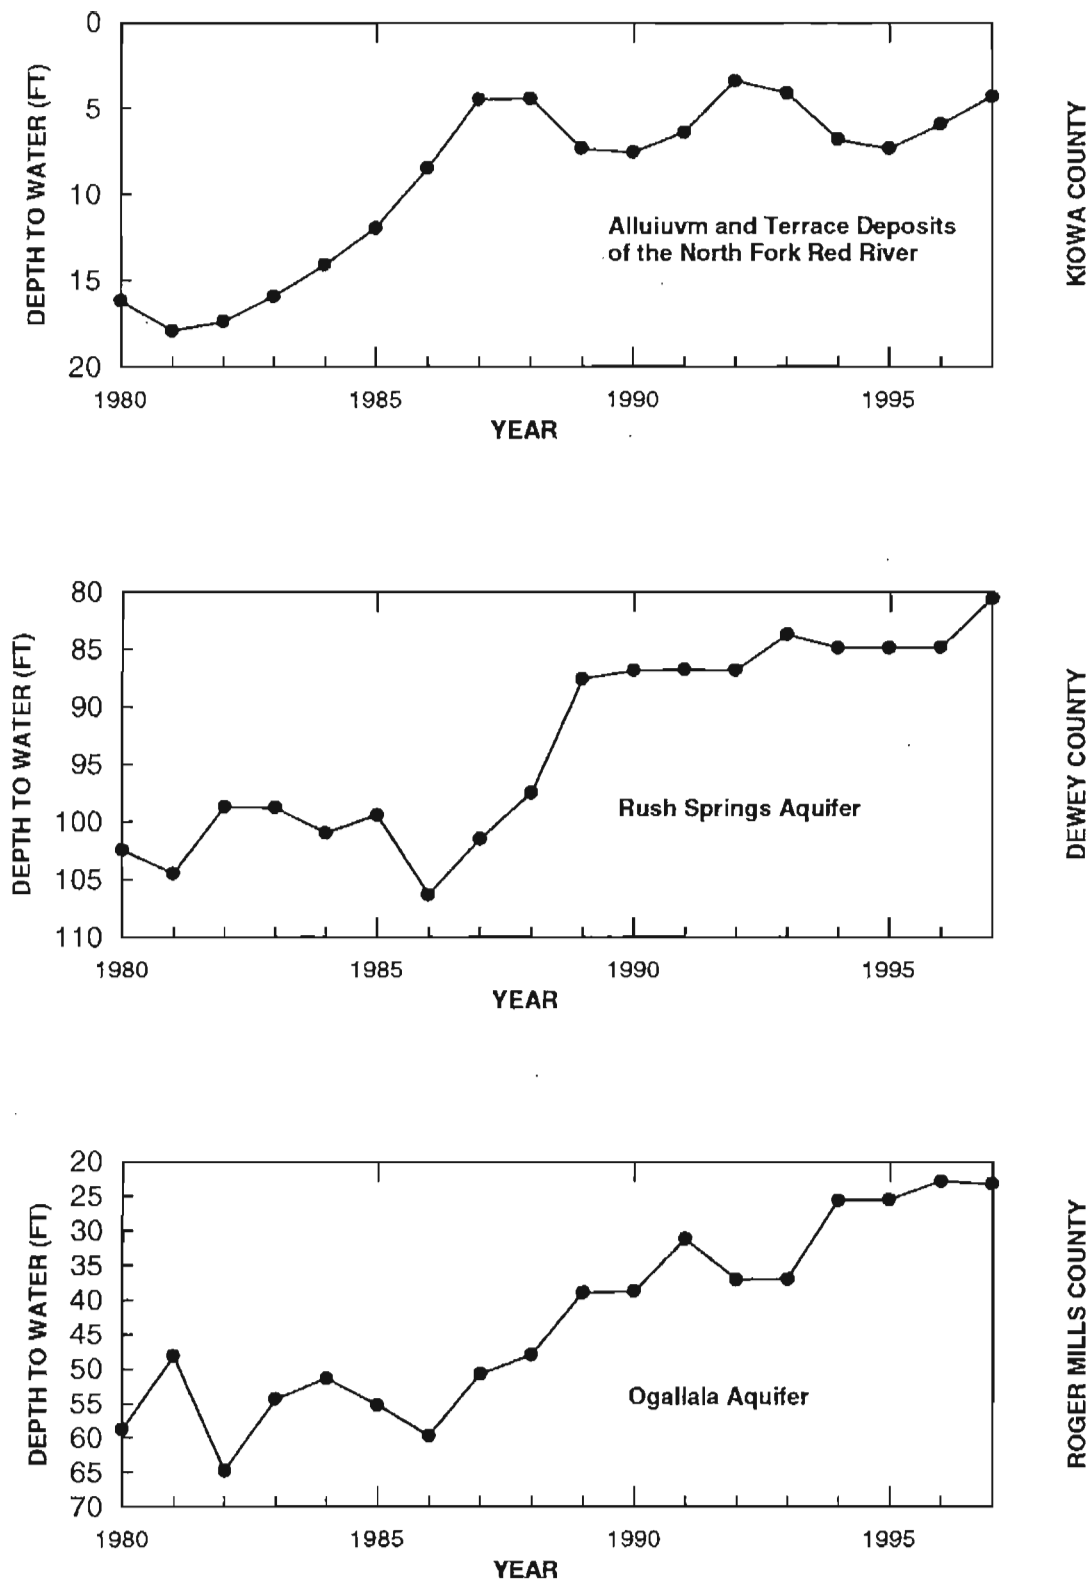 0
5
10
15
20
DEPTH TO WATER (FT)
1980 1985 1990 1995
YEAR
Alluiuvm and Terrace Deposits
of the North Fork Red River
KIOWA COUNTY
80
85
90
95
100
105
110
DEPTH TO WATER (FT)
1980 1985 1990 1995
YEAR
Rush Springs Aquifer
DEWEY COUNTY
20
25
30
35
40
45
50
55
60
65
70
DEPTH TO WATER (FT)
1980 1985 1990 1995
YEAR
Ogallala Aquifer
ROGER MILLS COUNTY